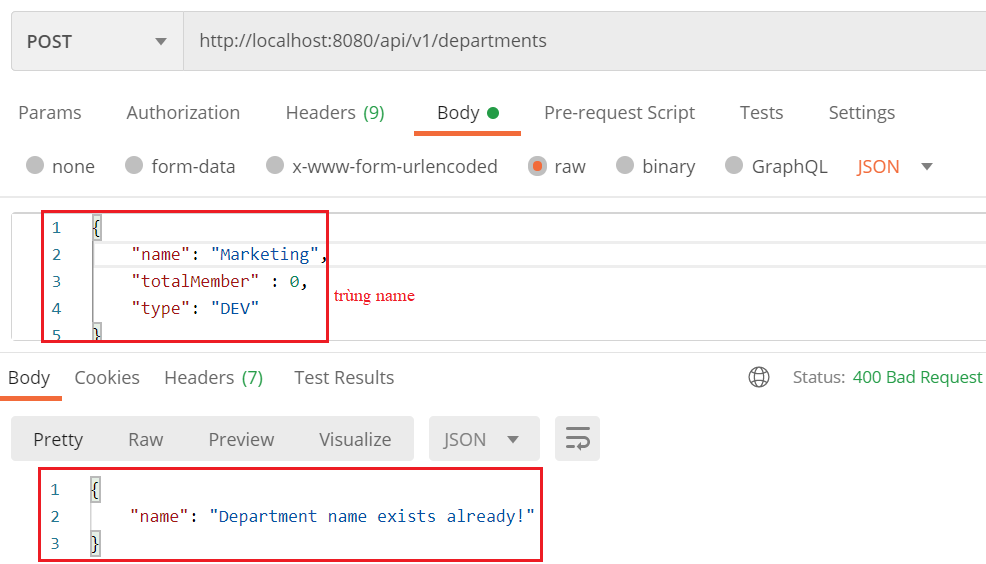 POST http://localhost:8080/api/v1/departments
Params Authorization Headers (9) Body Pre-request Script Tests Settings
none form-data x-www-form-urlencoded raw binary GraphQL JSON
1 {
2 "name": "Marketing",
3 "totalMember" : 0,
trùng name
4 "type": "DEV"
5 }
Body Cookies Headers (7) Test Results Status: 400 Bad Request
Pretty Raw Preview Visualize JSON
1 {
2 "name": "Department name exists already!"
3 }